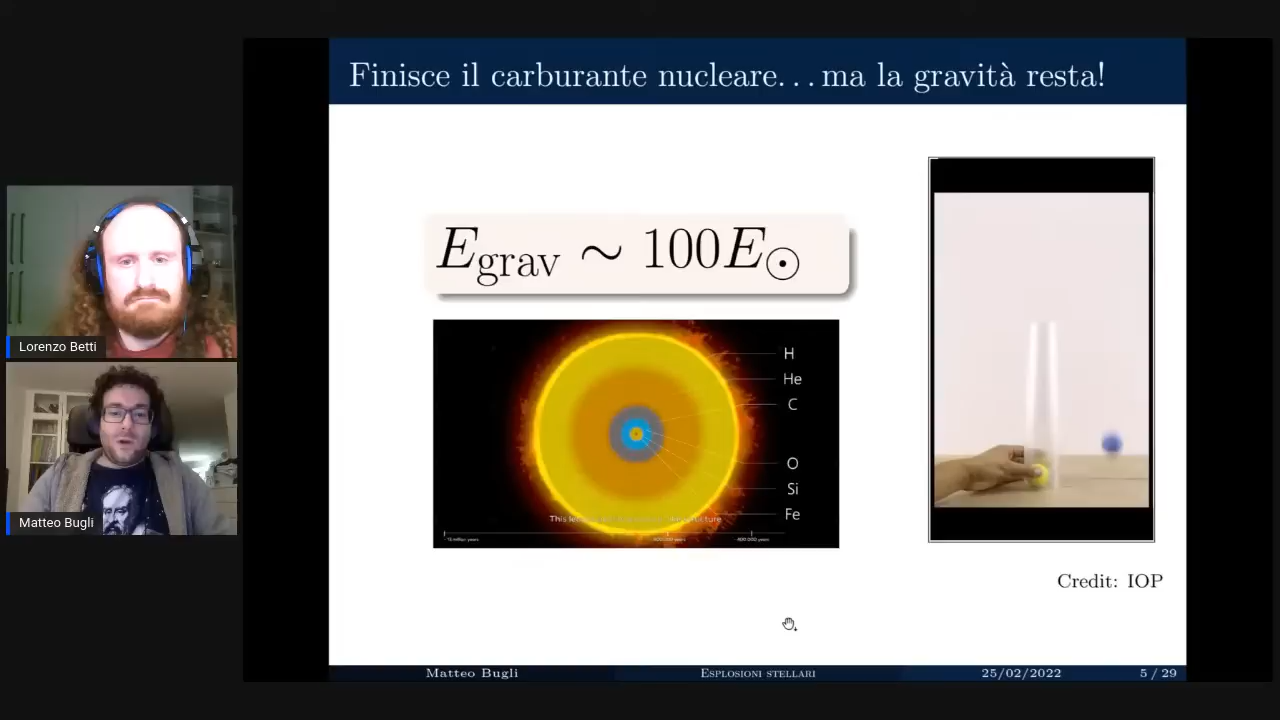 Finisce il carburante nucleare...ma la gravità resta!
E_grav ~ 100E_⊙
H
He
C
O
Si
Fe
Credit: IOP
Lorenzo Betti
Matteo Bugli
Matteo Bugli Esplosioni stellari 25/02/2022 5 / 29